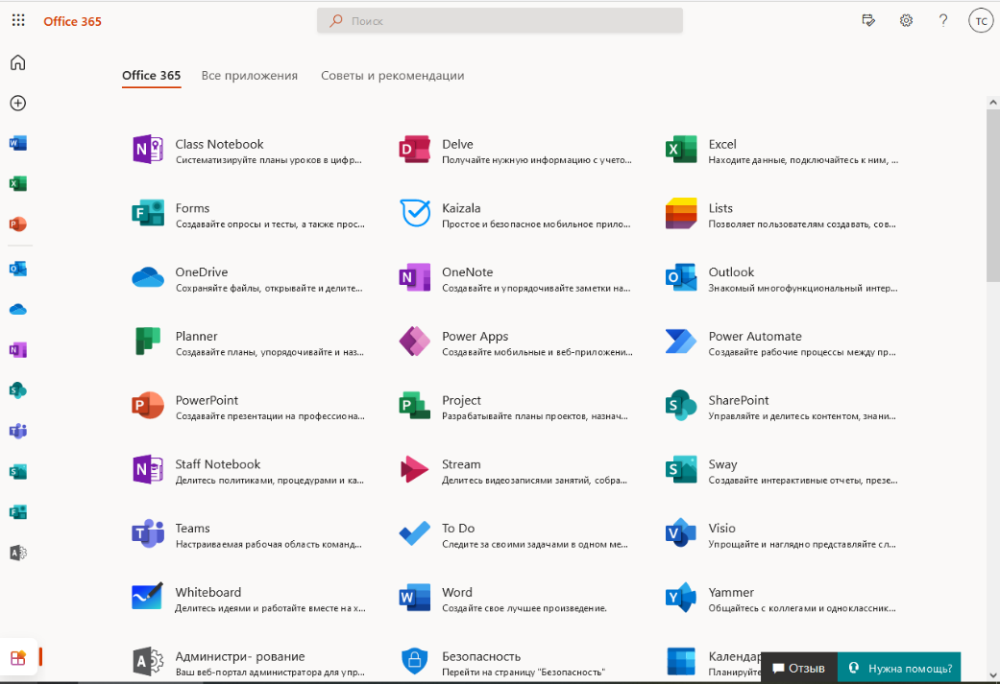 Office 365
Поиск
TC
Office 365 Все приложения Советы и рекомендации
Class Notebook
Систематизируйте планы уроков в цифр...
Delve
Получайте нужную информацию с учето...
Excel
Находите данные, подключайтесь к ним, ...
Forms
Создавайте опросы и тесты, а также прос...
Kaizala
Простое и безопасное мобильное прило...
Lists
Позволяет пользователям создавать, сов...
OneDrive
Сохраняйте файлы, открывайте и делите...
OneNote
Создавайте и упорядочивайте заметки на...
Outlook
Знакомый многофункциональный интер...
Planner
Создавайте планы, упорядочивайте и наз...
Power Apps
Создавайте мобильные и веб-приложени...
Power Automate
Создавайте рабочие процессы между пр...
PowerPoint
Создавайте презентации на профессиона...
Project
Разрабатывайте планы проектов, назнач...
SharePoint
Управляйте и делитесь контентом, знани...
Staff Notebook
Делитесь политиками, процедурами и ка...
Stream
Делитесь видеозаписями занятий, собра...
Sway
Создавайте интерактивные отчеты, презе...
Teams
Настраиваемая рабочая область команд...
To Do
Следите за своими задачами в одном ме...
Visio
Упрощайте и наглядно представляйте сл...
Whiteboard
Делитесь идеями и работайте вместе на х...
Word
Создайте свое лучшее произведение.
Yammer
Общайтесь с коллегами и одноклассник...
Администри- рование
Ваш веб-портал администратора для упр...
Безопасность
Перейти на страницу "Безопасность"
Календар
Планируйт
Отзыв
Нужна помощь?